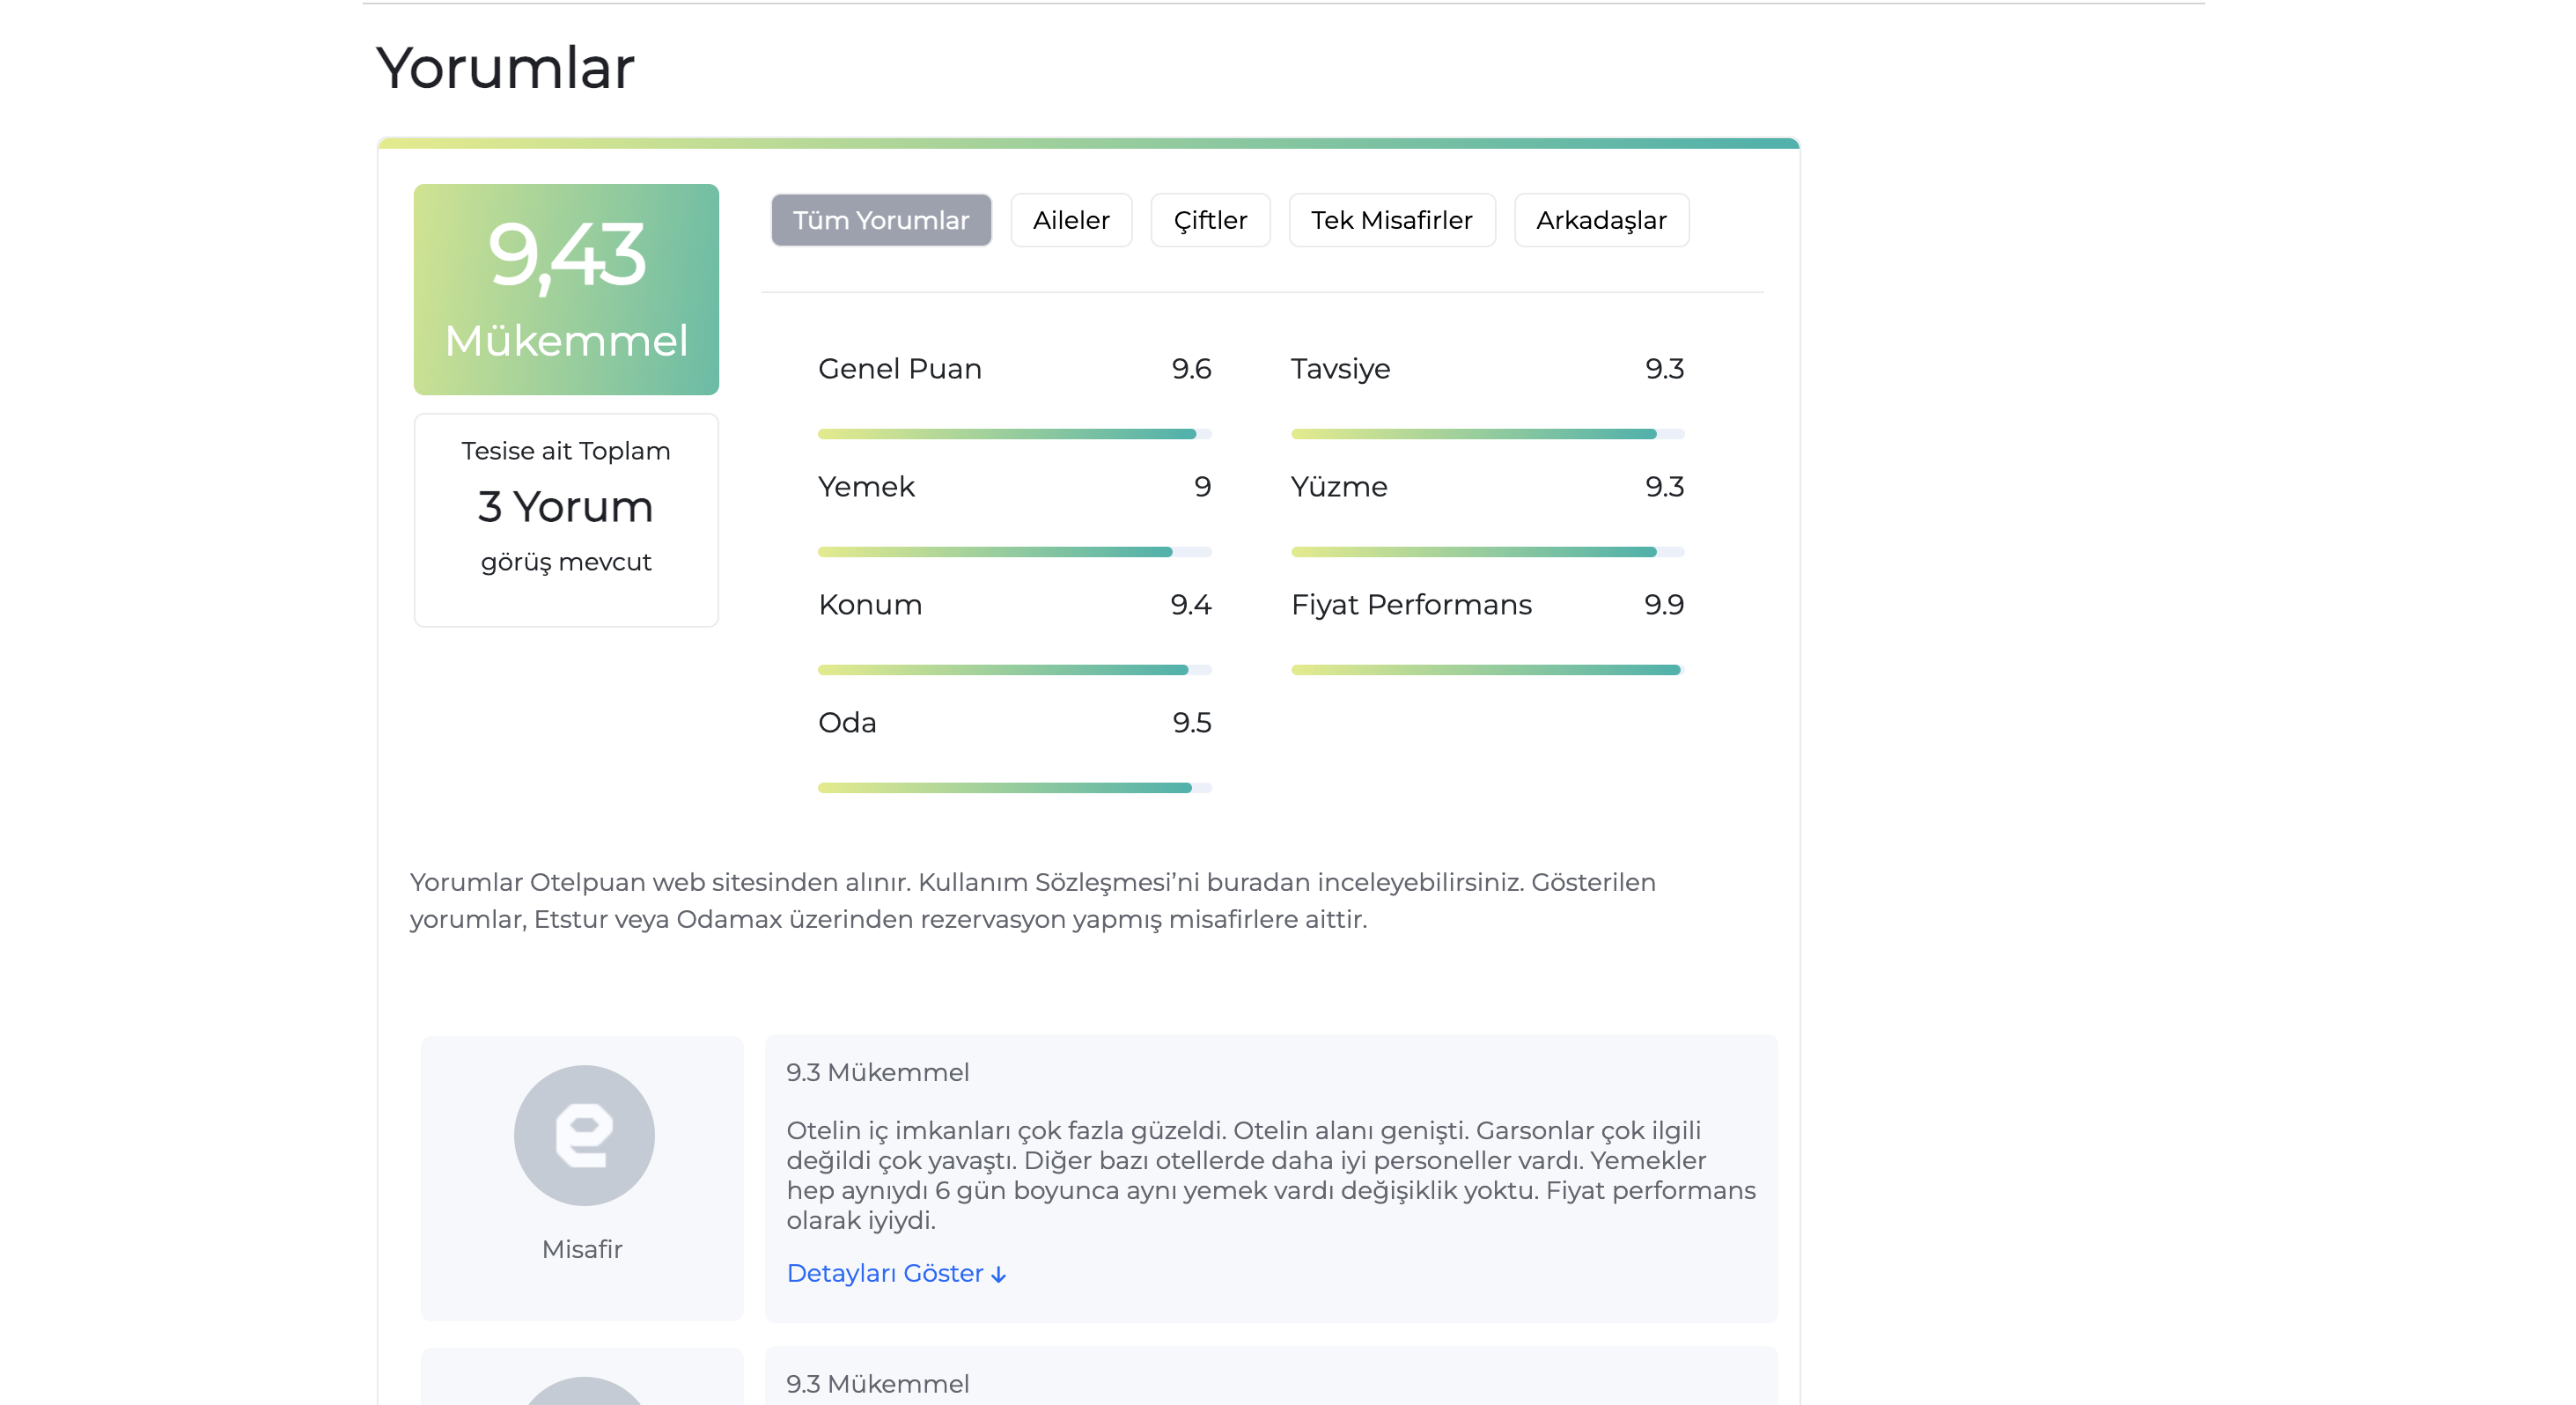 Yorumlar
9,43
Mükemmel
Tesise ait Toplam
3 Yorum
görüş mevcut
Tüm Yorumlar
Aileler
Çiftler
Tek Misafirler
Arkadaşlar
Genel Puan 9.6
Tavsiye 9.3
Yemek 9
Yüzme 9.3
Konum 9.4
Fiyat Performans 9.9
Oda 9.5
Yorumlar Otelpuan web sitesinden alınır. Kullanım Sözleşmesi’ni buradan inceleyebilirsiniz. Gösterilen
yorumlar, Etstur veya Odamax üzerinden rezervasyon yapmış misafirlere aittir.
e
Misafir
9.3 Mükemmel
Otelin iç imkanları çok fazla güzeldi. Otelin alanı genişti. Garsonlar çok ilgili
değildi çok yavaştı. Diğer bazı otellerde daha iyi personeller vardı. Yemekler
hep aynıydı 6 gün boyunca aynı yemek vardı değişiklik yoktu. Fiyat performans
olarak iyiydi.
Detayları Göster ↓
9.3 Mükemmel